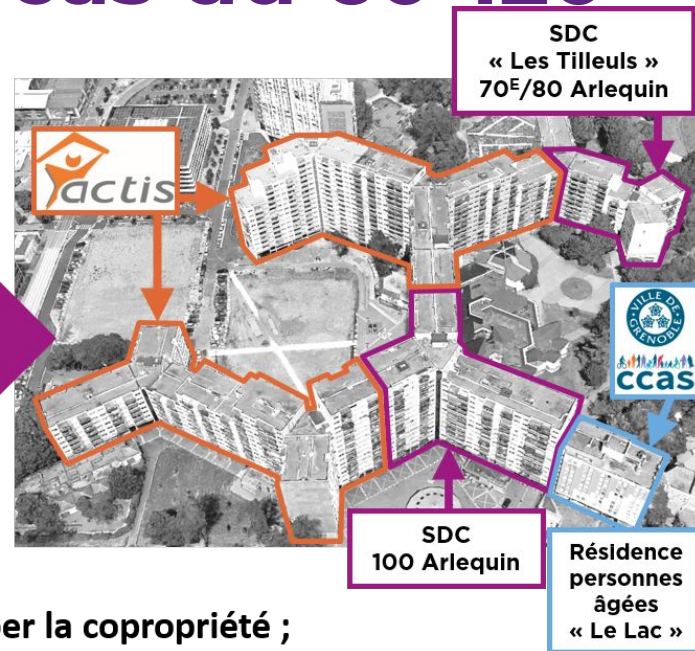 SDC
« Les Tilleuls »
70E/80 Arlequin
actis
VILLE DE
GRENOBLE
ccas
SDC
100 Arlequin
Résidence
personnes
âgées
« Le Lac »
er la copropriété ;